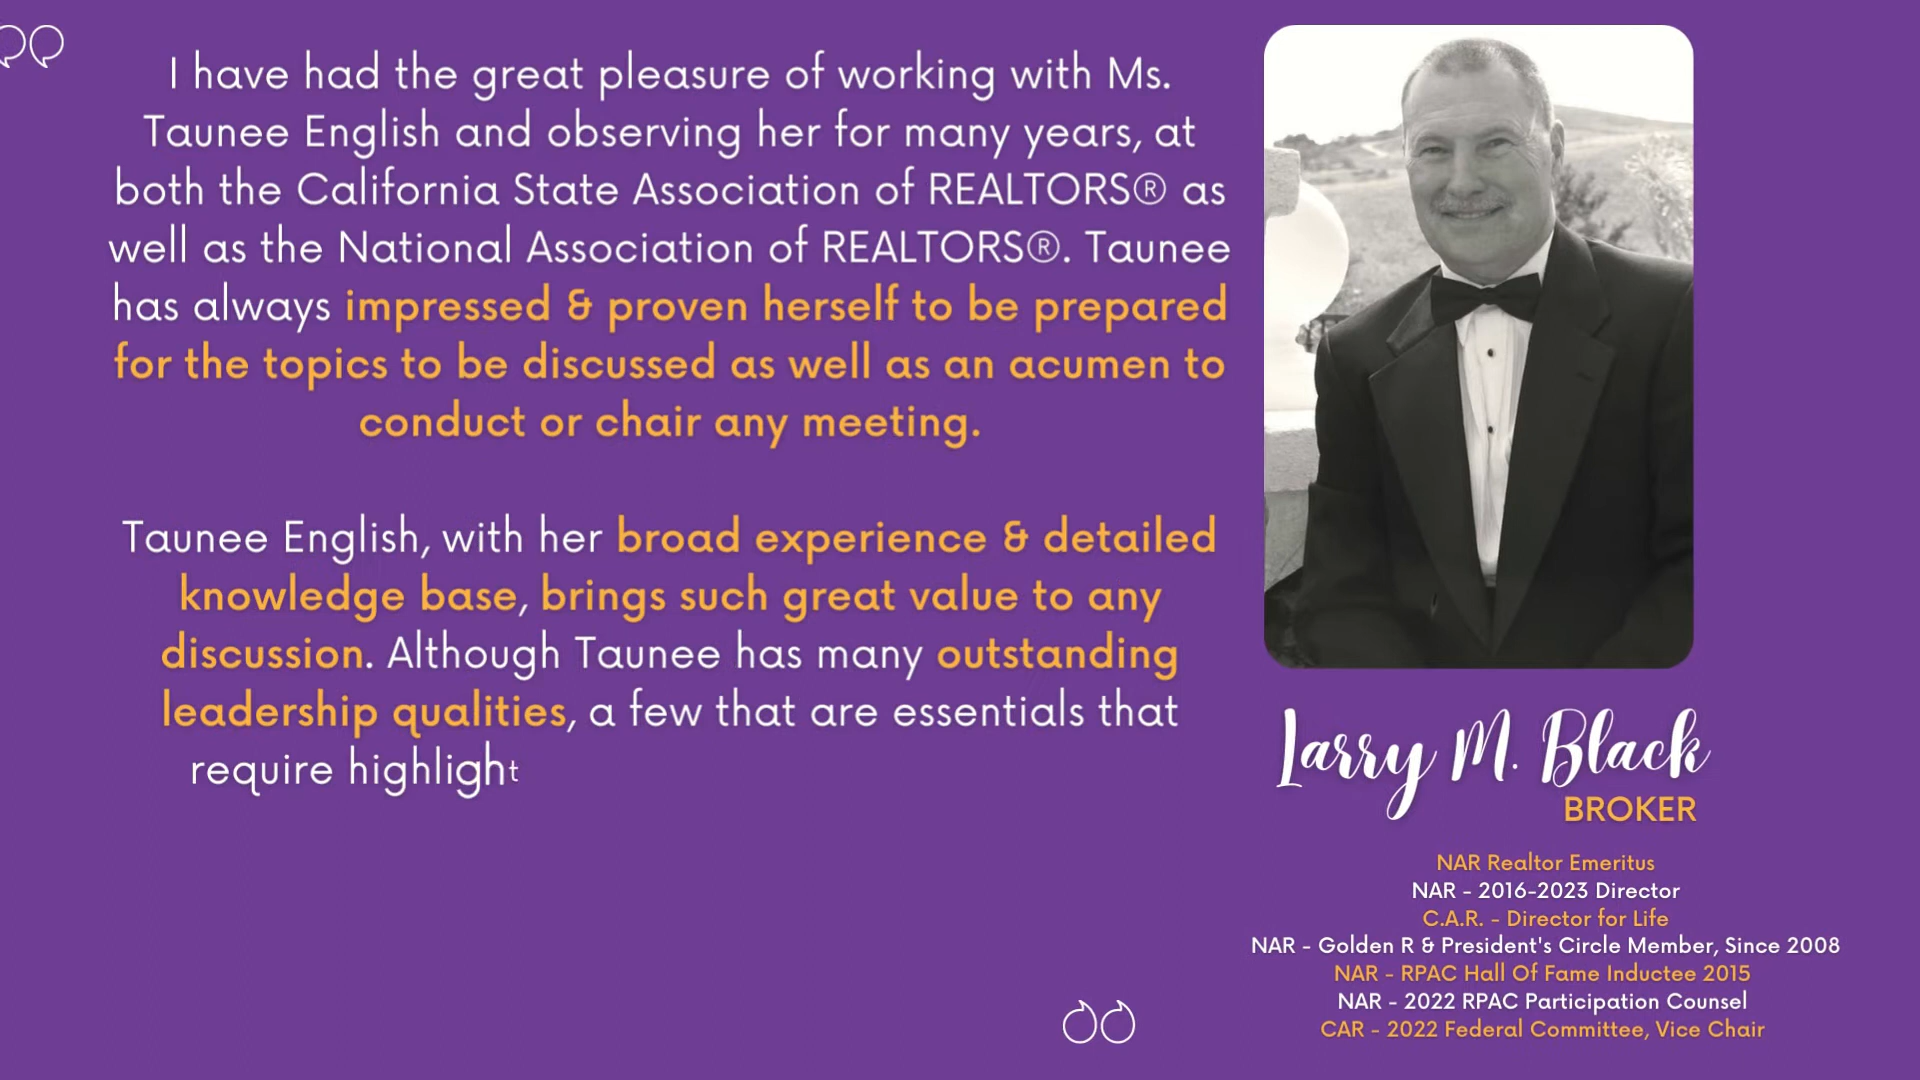 I have had the great pleasure of working with Ms.
Taunee English and observing her for many years, at
both the California State Association of REALTORS® as
well as the National Association of REALTORS®. Taunee
has always impressed & proven herself to be prepared
for the topics to be discussed as well as an acumen to
conduct or chair any meeting.
Taunee English, with her broad experience & detailed
knowledge base, brings such great value to any
discussion. Although Taunee has many outstanding
leadership qualities, a few that are essentials that
require highlight
Larry M. Black
BROKER
NAR Realtor Emeritus
NAR - 2016-2023 Director
C.A.R. - Director for Life
NAR - Golden R & President's Circle Member, Since 2008
NAR - RPAC Hall Of Fame Inductee 2015
NAR - 2022 RPAC Participation Counsel
CAR - 2022 Federal Committee, Vice Chair